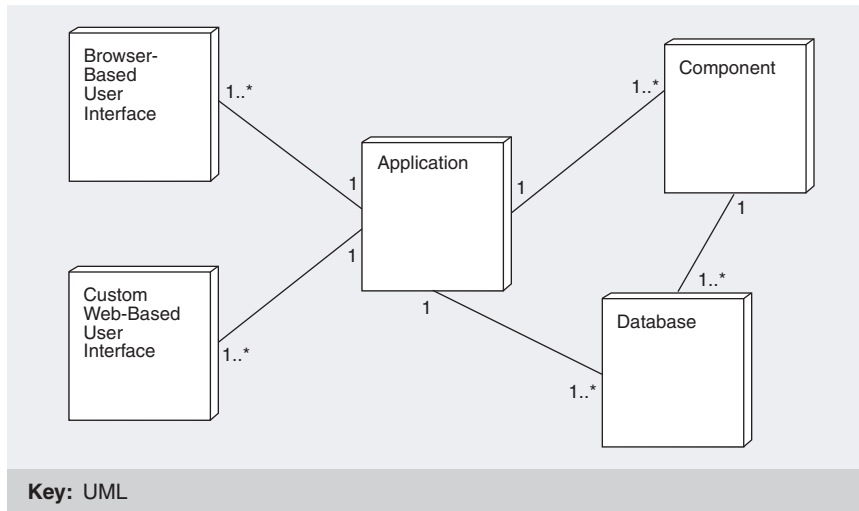 Browser-
Based
User
Interface
1..*
1
Component
1..*
Application
1
1
1
1..*
Custom
Web-Based
User
Interface
1..*
1
Database
1..*
Key: UML